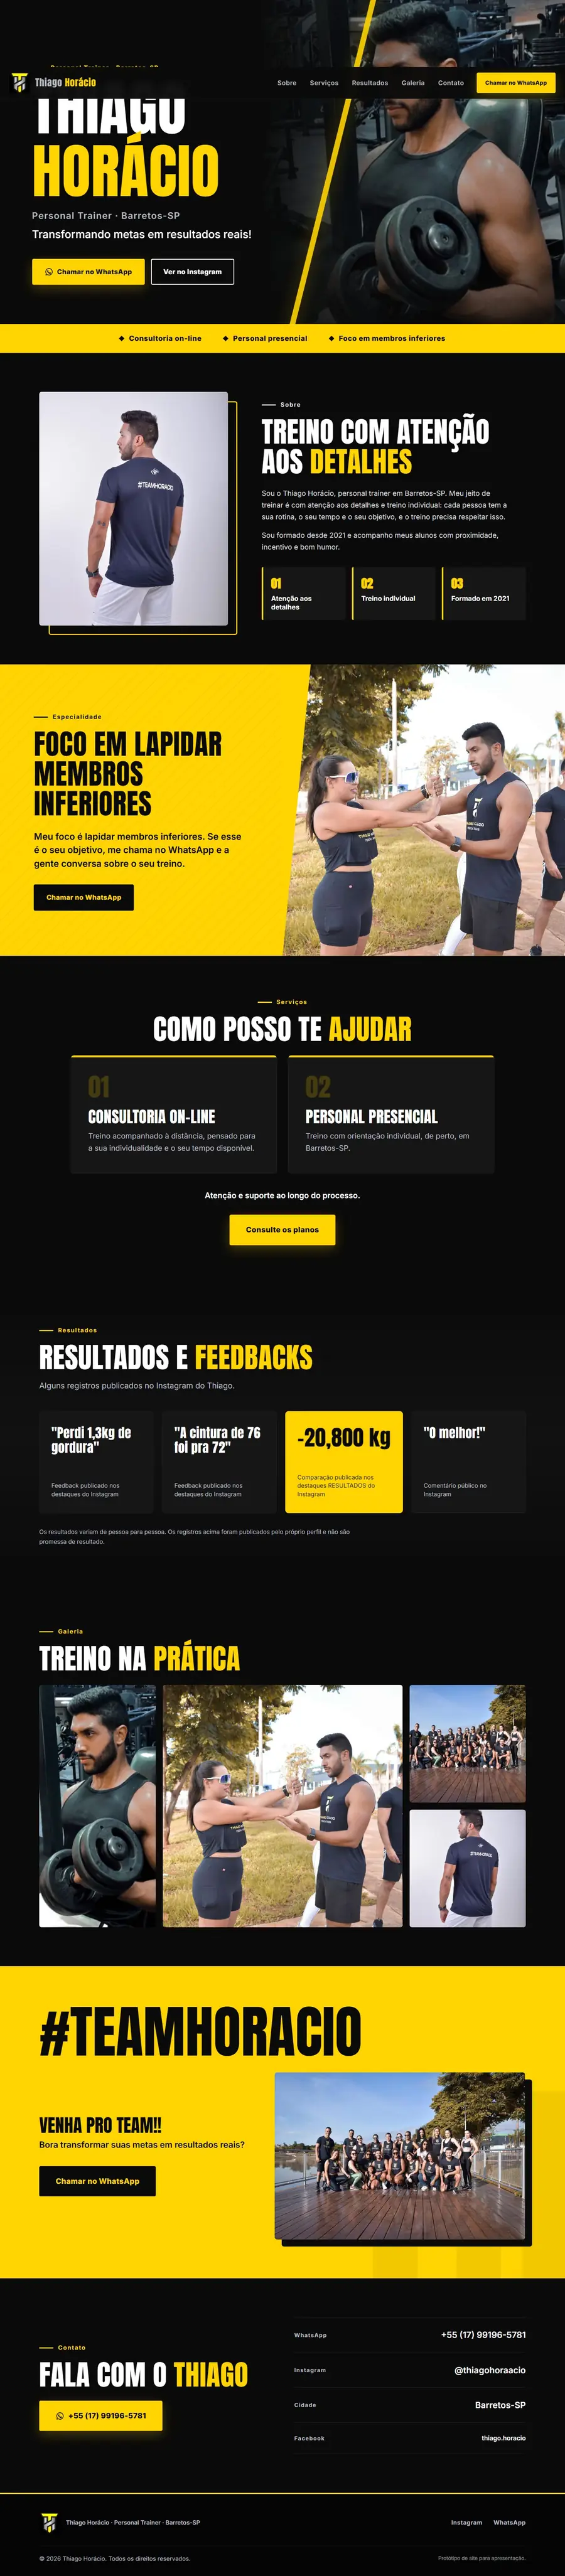 Personal Trainer · Barretos-SP
Thiago Horácio
Sobre
Serviços
Resultados
Galeria
Contato
Chamar no WhatsApp
THIAGO
HORÁCIO
Personal Trainer · Barretos-SP
Transformando metas em resultados reais!
Chamar no WhatsApp
Ver no Instagram
Consultoria on-line
Personal presencial
Foco em membros inferiores
#TEAMHORACIO
Sobre
TREINO COM ATENÇÃO
AOS DETALHES
Sou o Thiago Horácio, personal trainer em Barretos-SP. Meu jeito de
treinar é com atenção aos detalhes e treino individual: cada pessoa tem a
sua rotina, o seu tempo e o seu objetivo, e o treino precisa respeitar isso.
Sou formado desde 2021 e acompanho meus alunos com proximidade,
incentivo e bom humor.
01
Atenção aos
detalhes
02
Treino individual
03
Formado em 2021
Especialidade
FOCO EM LAPIDAR
MEMBROS
INFERIORES
Meu foco é lapidar membros inferiores. Se esse
é o seu objetivo, me chama no WhatsApp e a
gente conversa sobre o seu treino.
Chamar no WhatsApp
Serviços
COMO POSSO TE AJUDAR
01
CONSULTORIA ON-LINE
Treino acompanhado à distância, pensado para
a sua individualidade e o seu tempo disponível.
02
PERSONAL PRESENCIAL
Treino com orientação individual, de perto, em
Barretos-SP.
Atenção e suporte ao longo do processo.
Consulte os planos
Resultados
RESULTADOS E FEEDBACKS
Alguns registros publicados no Instagram do Thiago.
"Perdi 1,3kg de
gordura"
Feedback publicado nos
destaques do Instagram
"A cintura de 76
foi pra 72"
Feedback publicado nos
destaques do Instagram
-20,800 kg
Comparação publicada nos
destaques RESULTADOS do
Instagram
"O melhor!"
Comentário público no
Instagram
Os resultados variam de pessoa para pessoa. Os registros acima foram publicados pelo próprio perfil e não são
promessa de resultado.
Galeria
TREINO NA PRÁTICA
#TEAMHORACIO
#TEAMHORACIO
VENHA PRO TEAM!!
Bora transformar suas metas em resultados reais?
Chamar no WhatsApp
Contato
FALA COM O THIAGO
+55 (17) 99196-5781
WhatsApp
+55 (17) 99196-5781
Instagram
@thiagohoraacio
Cidade
Barretos-SP
Facebook
thiago.horacio
Thiago Horácio · Personal Trainer · Barretos-SP
Instagram
WhatsApp
© 2026 Thiago Horácio. Todos os direitos reservados.
Protótipo de site para apresentação.